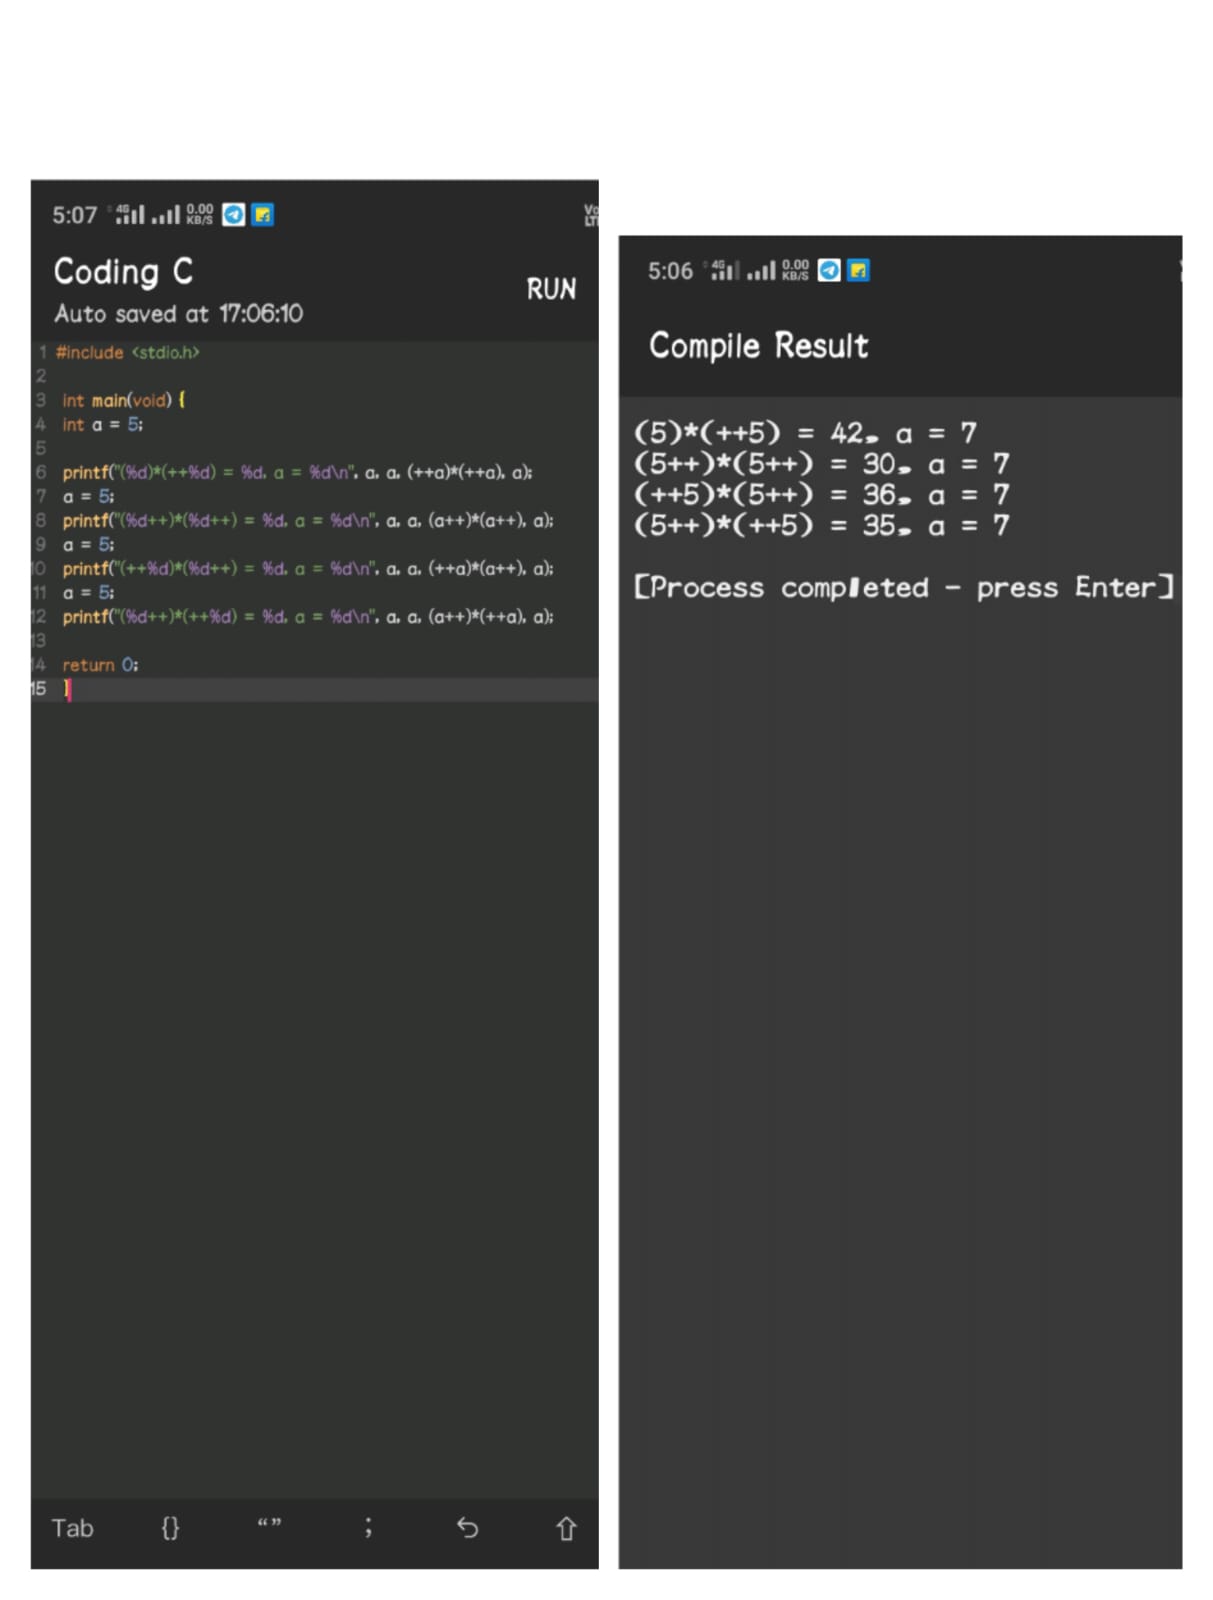 5:07 4G 0.00 KB/S Vo LTE
Coding C
RUN
Auto saved at 17:06:10
1 #include <stdio.h>
2
3 int main(void) {
4 int a = 5;
5
6 printf("(%d)*(++%d) = %d, a = %d\n", a, a, (++a)*(++a), a);
7 a = 5;
8 printf("(%d++)*(%d++) = %d, a = %d\n", a, a, (a++)*(a++), a);
9 a = 5;
10 printf("(++%d)*(%d++) = %d, a = %d\n", a, a, (++a)*(a++), a);
11 a = 5;
12 printf("(%d++)*(++%d) = %d, a = %d\n", a, a, (a++)*(++a), a);
13
14 return 0;
15 }
Tab {} “ ” ;
5:06 4G 0.00 KB/S
Compile Result
(5)*(++5) = 42, a = 7
(5++)*(5++) = 30, a = 7
(++5)*(5++) = 36, a = 7
(5++)*(++5) = 35, a = 7
[Process completed - press Enter]